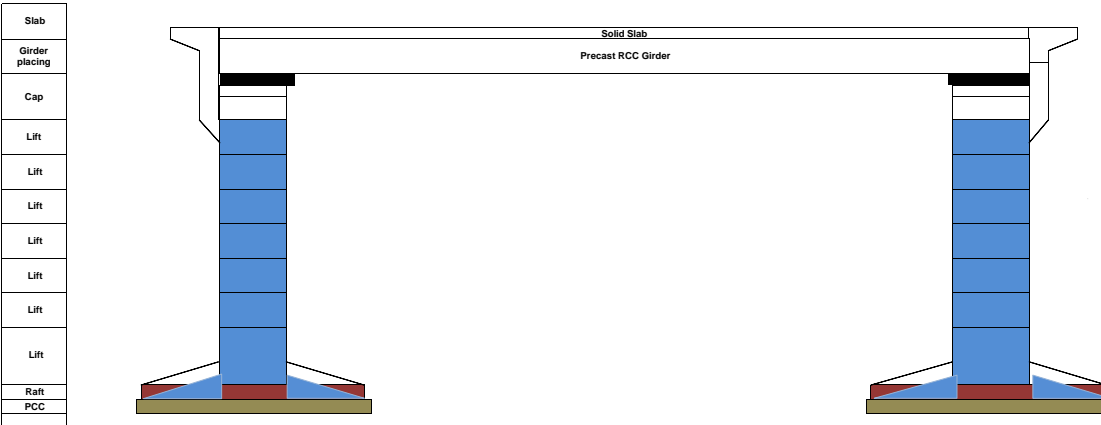 Slab
Solid Slab
Girder
placing
Precast RCC Girder
Cap
Lift
Lift
Lift
Lift
Lift
Lift
Lift
Raft
PCC